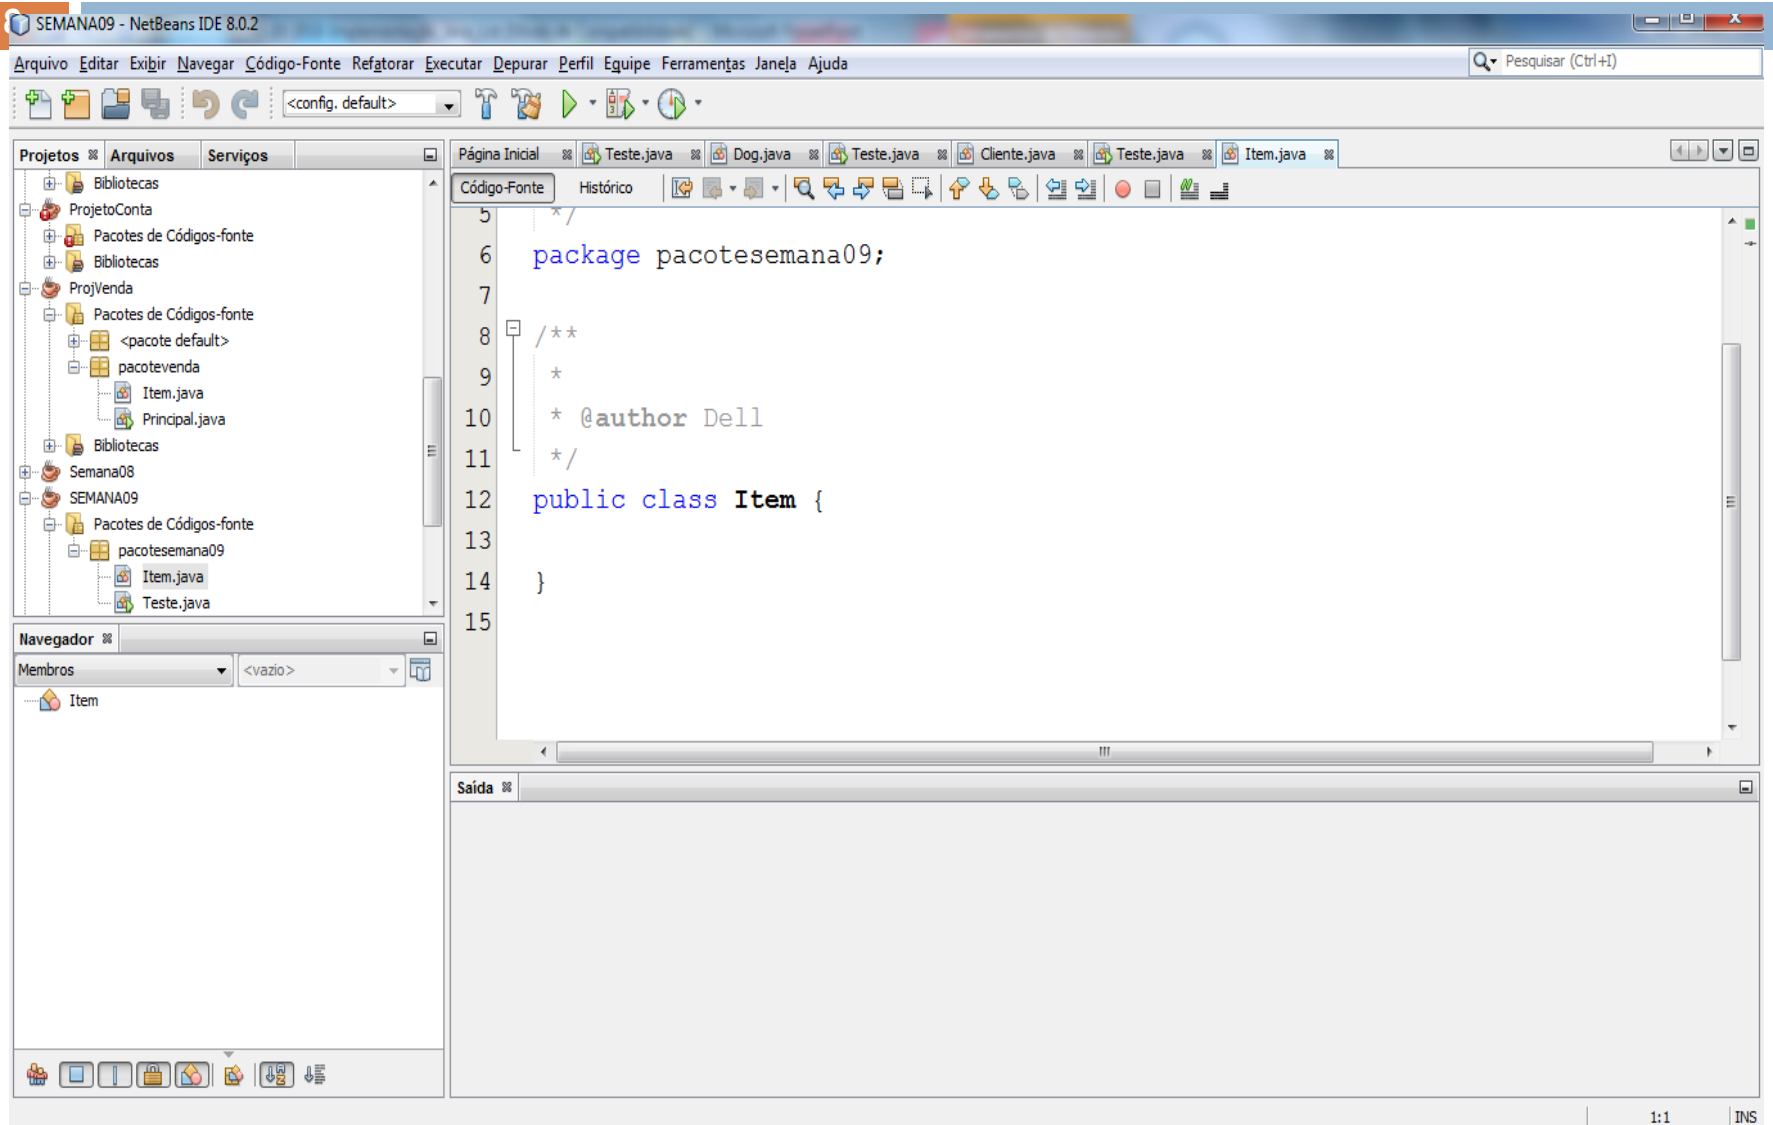 8
SEMANA09 - NetBeans IDE 8.0.2
Arquivo Editar Exibir Navegar Código-Fonte Refatorar Executar Depurar Perfil Equipe Ferramentas Janela Ajuda
Pesquisar (Ctrl+I)
<config. default>
Projetos Arquivos Serviços
Bibliotecas
ProjetoConta
Pacotes de Códigos-fonte
Bibliotecas
ProjVenda
Pacotes de Códigos-fonte
<pacote default>
pacotevenda
Item.java
Principal.java
Bibliotecas
Semana08
SEMANA09
Pacotes de Códigos-fonte
pacotesemana09
Item.java
Teste.java
Navegador
Membros <vazio>
Item
Página Inicial Teste.java Dog.java Teste.java Cliente.java Teste.java Item.java
Código-Fonte Histórico
5 */
6 package pacotesemana09;
7
8 /**
9 *
10 * @author Dell
11 */
12 public class Item {
13
14 }
15
Saída
1:1 INS